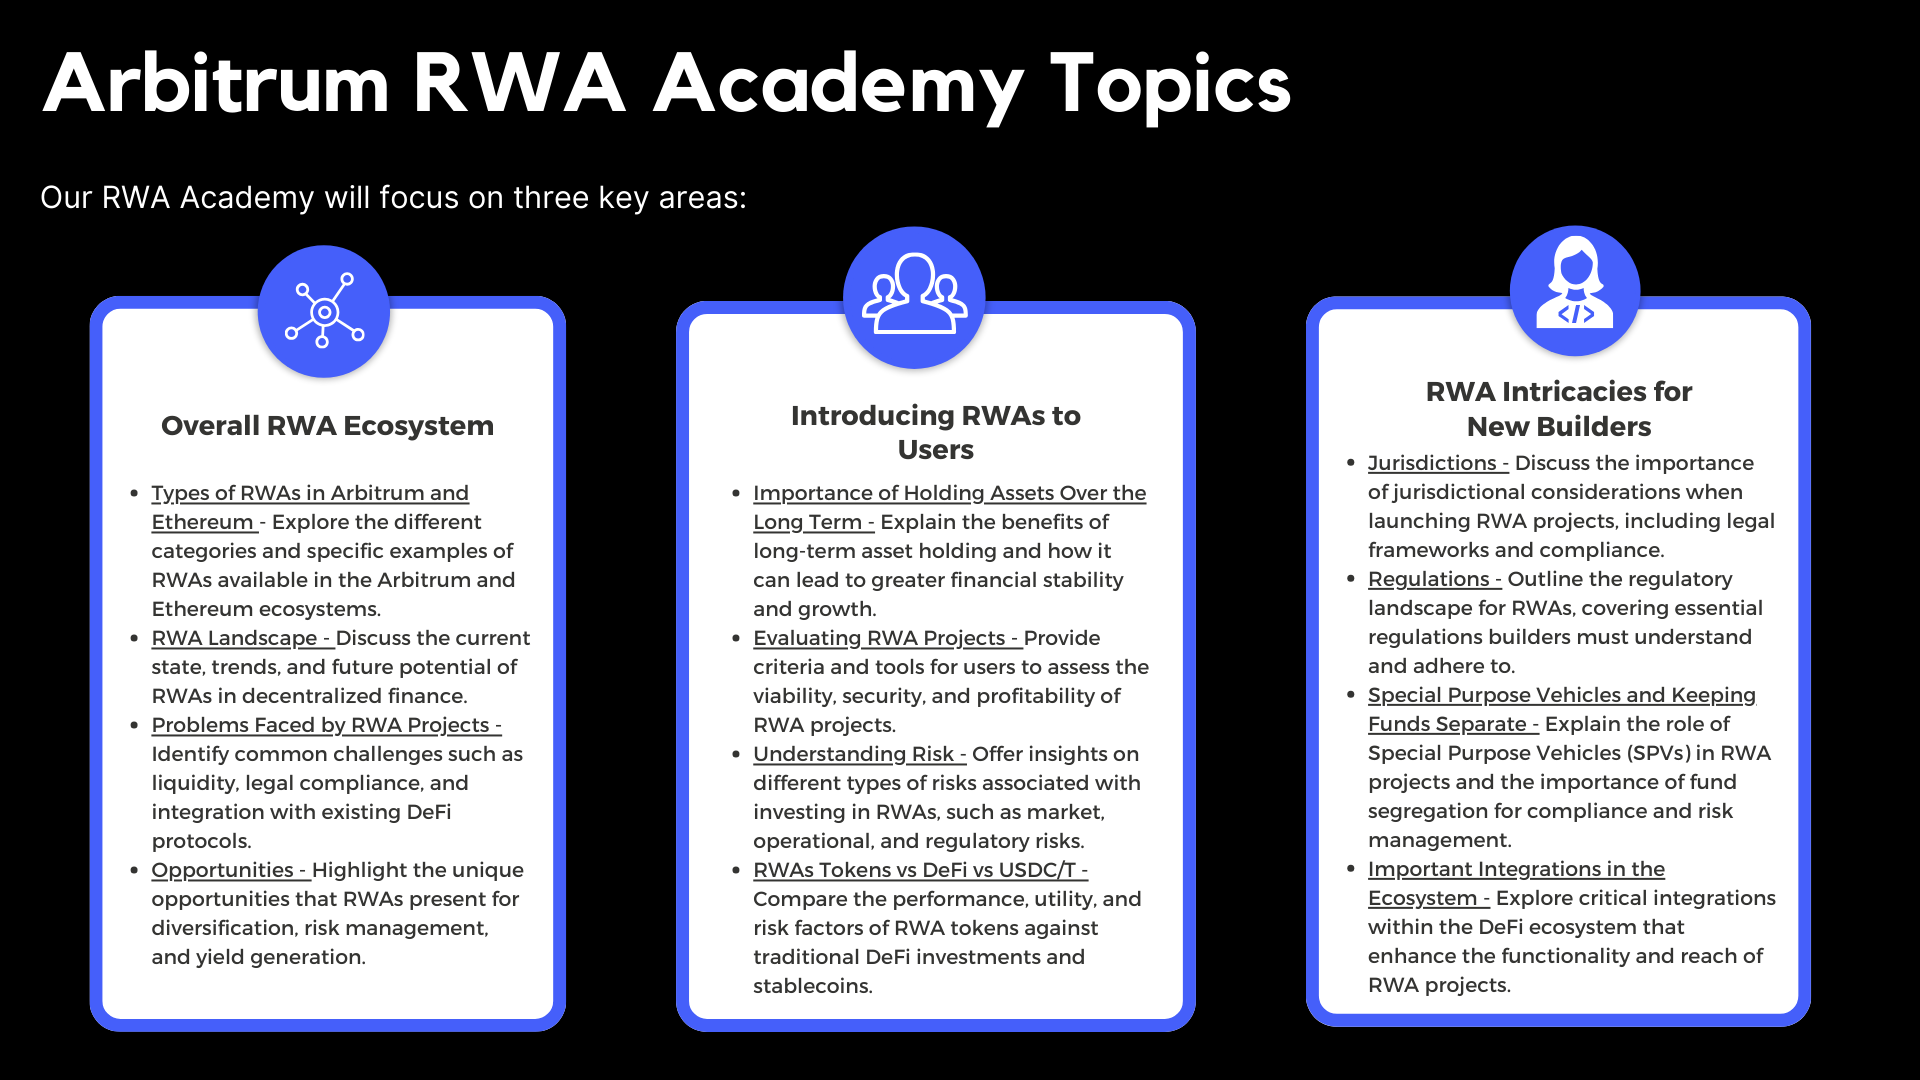 Arbitrum RWA Academy Topics
Our RWA Academy will focus on three key areas:
Overall RWA Ecosystem
• Types of RWAs in Arbitrum and
Ethereum - Explore the different
categories and specific examples of
RWAs available in the Arbitrum and
Ethereum ecosystems.
• RWA Landscape - Discuss the current
state, trends, and future potential of
RWAs in decentralized finance.
• Problems Faced by RWA Projects -
Identify common challenges such as
liquidity, legal compliance, and
integration with existing DeFi
protocols.
• Opportunities - Highlight the unique
opportunities that RWAs present for
diversification, risk management,
and yield generation.
Introducing RWAs to
Users
• Importance of Holding Assets Over the
Long Term - Explain the benefits of
long-term asset holding and how it
can lead to greater financial stability
and growth.
• Evaluating RWA Projects - Provide
criteria and tools for users to assess the
viability, security, and profitability of
RWA projects.
• Understanding Risk - Offer insights on
different types of risks associated with
investing in RWAs, such as market,
operational, and regulatory risks.
• RWAs Tokens vs DeFi vs USDC/T -
Compare the performance, utility, and
risk factors of RWA tokens against
traditional DeFi investments and
stablecoins.
RWA Intricacies for
New Builders
• Jurisdictions - Discuss the importance
of jurisdictional considerations when
launching RWA projects, including legal
frameworks and compliance.
• Regulations - Outline the regulatory
landscape for RWAs, covering essential
regulations builders must understand
and adhere to.
• Special Purpose Vehicles and Keeping
Funds Separate - Explain the role of
Special Purpose Vehicles (SPVs) in RWA
projects and the importance of fund
segregation for compliance and risk
management.
• Important Integrations in the
Ecosystem - Explore critical integrations
within the DeFi ecosystem that
enhance the functionality and reach of
RWA projects.